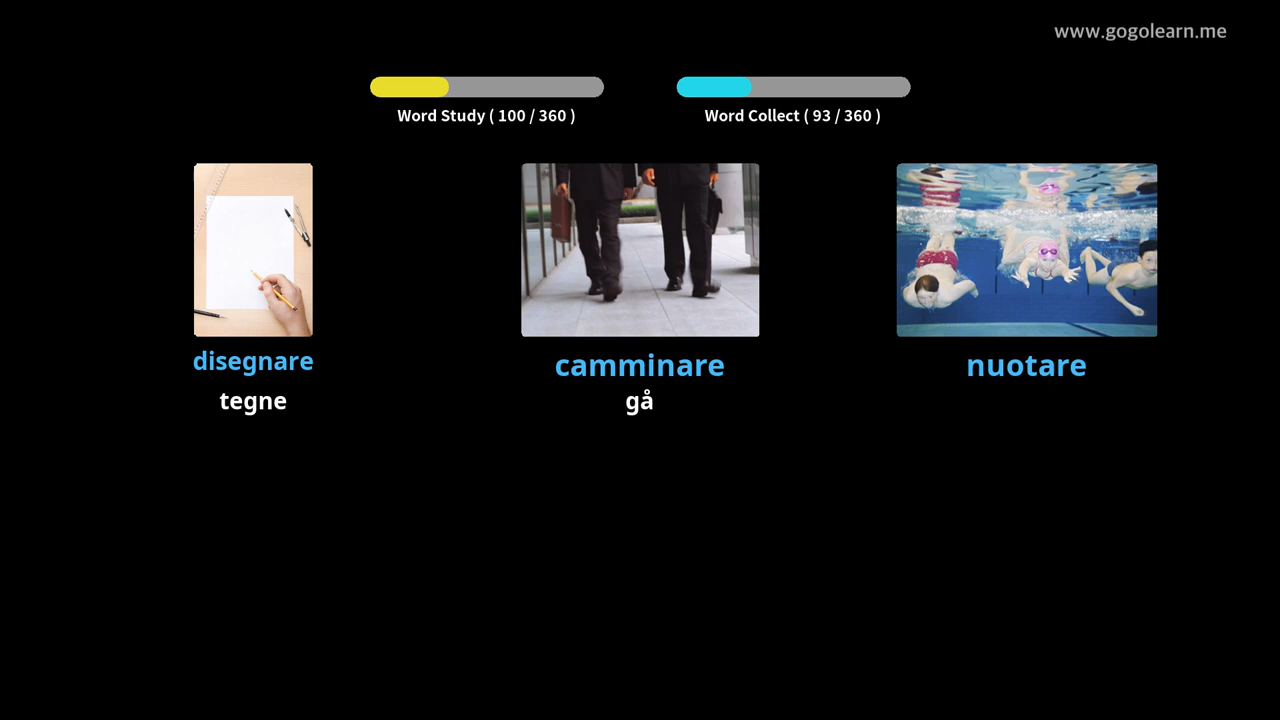 www.gogolearn.me
Word Study ( 100 / 360 )
Word Collect ( 93 / 360 )
disegnare
tegne
camminare
gå
nuotare